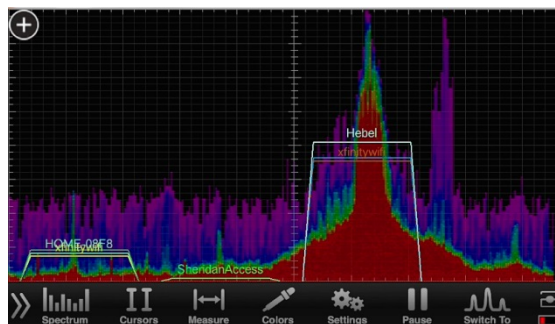 Hebel
xfinitywifi
HOME-08F8
xfinitywifi
SheridanAccess
Spectrum
Cursors
Measure
Colors
Settings
Pause
Switch To